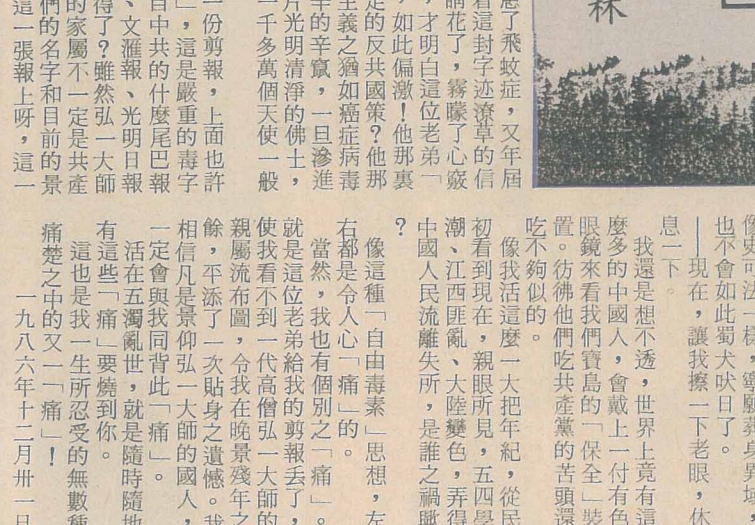 森
了飛蚊症，又年屆
看這封字迹潦草的信
花了，霧矇了心竅
，才明白這位老弟「
，如此偏激！他那裏
定的反共國策？他那
主義之猶如癌症病毒
辛的辛竄，一旦滲進
片光明清淨的佛士，
一千多萬個天使一般
一份剪報，上面也許
」，這是嚴重的毒字
自中共的什麼尾巴報
、文滙報、光明日報
得了？雖然弘一大師
的家屬不一定是共產
們的名字和目前的景
這一張報上呀，這一
也不會如此蜀犬吠日了。
——現在，讓我擦一下老眼，休
息一下。
我還是想不透，世界上竟有這
麼多的中國人，會戴上一付有色
眼鏡來看我們寶島的「保全」裝
置。彷彿他們吃共產黨的苦頭還
吃不夠似的。
像我活這麼一大把年紀，從民
初看到現在，親眼所見，五四學
潮、江西匪亂、大陸變色，弄得
中國人民流離失所，是誰之禍瞰
？
像這種「自由毒素」思想，左
右都是令人心「痛」的。
當然，我也有個別之「痛」。
就是這位老弟給我的剪報丟了，
使我看不到一代高僧弘一大師的
親屬流布圖，令我在晚景殘年之
餘，平添了一次貼身之遺憾。我
相信凡是景仰弘一大師的國人，
一定會與我同背此「痛」。
活在五濁亂世，就是隨時隨地
有這些「痛」要燒到你。
這也是我一生所忍受的無數種
痛楚之中的又一「痛」！
一九八六年十二月卅一日